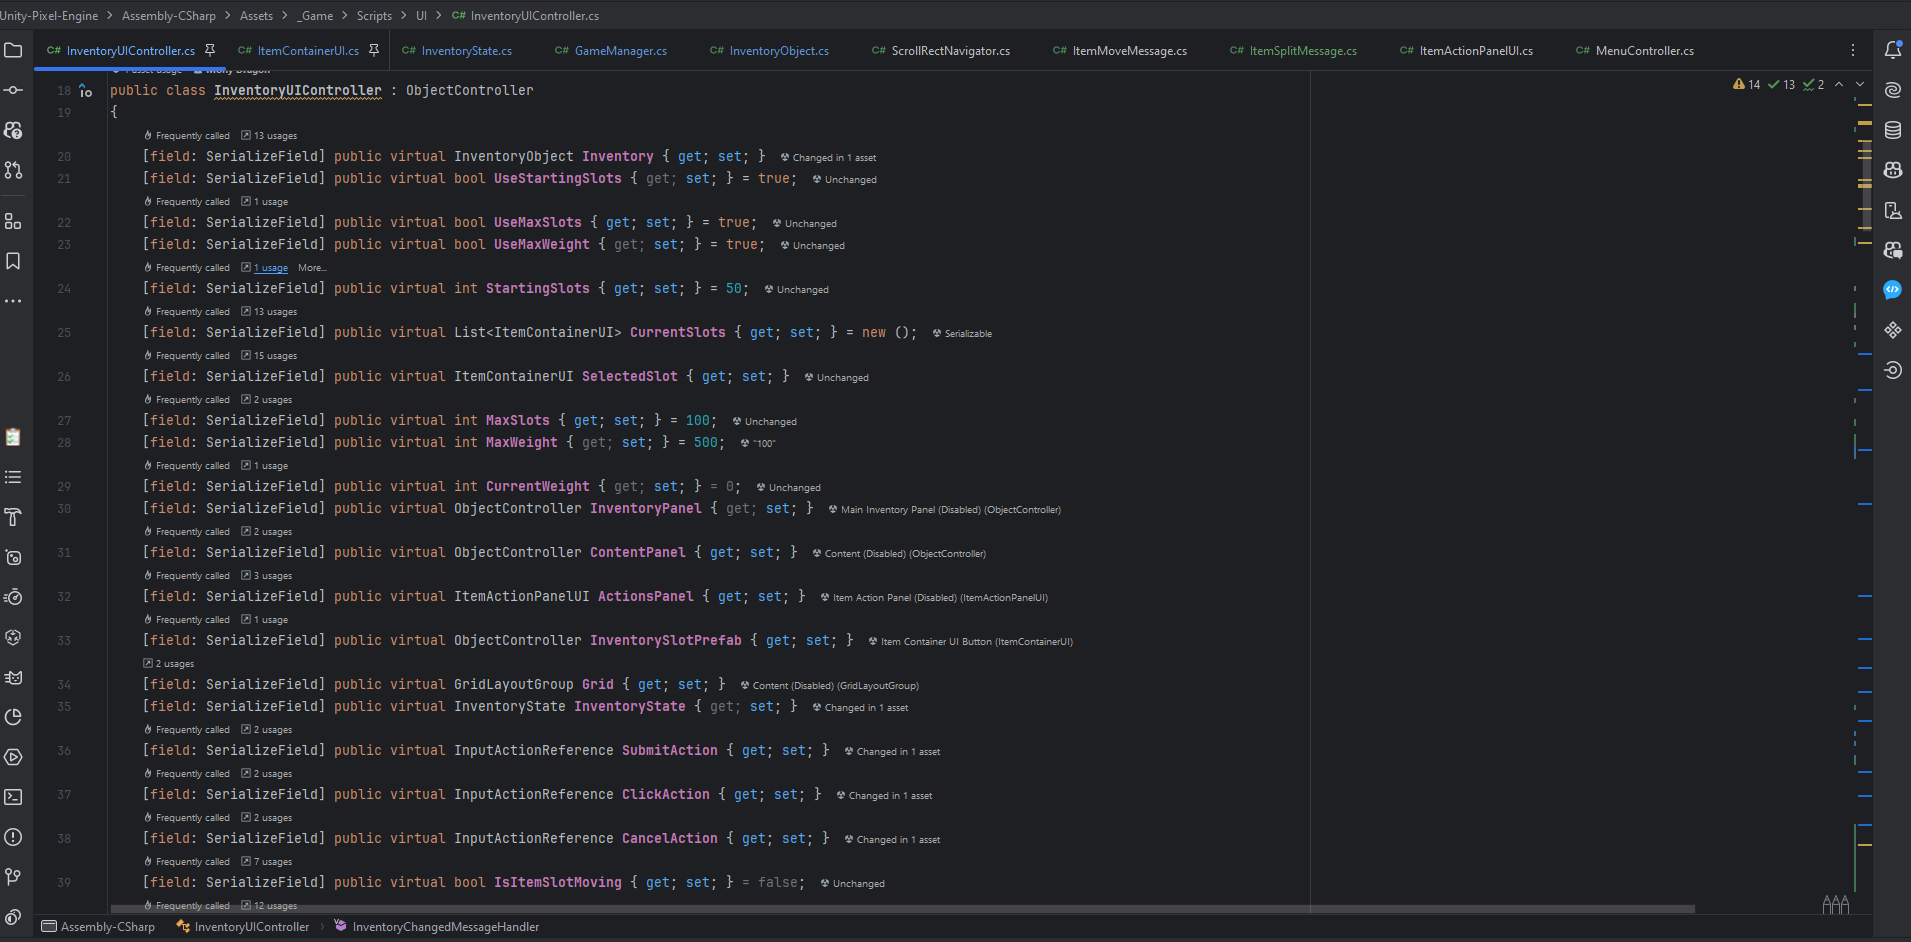 Unity-Pixel-Engine > Assembly-CSharp > Assets > _Game > Scripts > UI > C# InventoryUIController.cs
C# InventoryUIController.cs C# ItemContainerUI.cs C# InventoryState.cs C# GameManager.cs C# InventoryObject.cs C# ScrollRectNavigator.cs C# ItemMoveMessage.cs C# ItemSplitMessage.cs C# ItemActionPanelUI.cs C# MenuController.cs
1 asset usage Molly Dragon
18 public class InventoryUIController : ObjectController 14 13 2
19 {
Frequently called 13 usages
20 [field: SerializeField] public virtual InventoryObject Inventory { get; set; } Changed in 1 asset
21 [field: SerializeField] public virtual bool UseStartingSlots { get; set; } = true; Unchanged
Frequently called 1 usage
22 [field: SerializeField] public virtual bool UseMaxSlots { get; set; } = true; Unchanged
23 [field: SerializeField] public virtual bool UseMaxWeight { get; set; } = true; Unchanged
Frequently called 1 usage More...
24 [field: SerializeField] public virtual int StartingSlots { get; set; } = 50; Unchanged
Frequently called 13 usages
25 [field: SerializeField] public virtual List<ItemContainerUI> CurrentSlots { get; set; } = new (); Serializable
Frequently called 15 usages
26 [field: SerializeField] public virtual ItemContainerUI SelectedSlot { get; set; } Unchanged
Frequently called 2 usages
27 [field: SerializeField] public virtual int MaxSlots { get; set; } = 100; Unchanged
28 [field: SerializeField] public virtual int MaxWeight { get; set; } = 500; "100"
Frequently called 1 usage
29 [field: SerializeField] public virtual int CurrentWeight { get; set; } = 0; Unchanged
30 [field: SerializeField] public virtual ObjectController InventoryPanel { get; set; } Main Inventory Panel (Disabled) (ObjectController)
Frequently called 2 usages
31 [field: SerializeField] public virtual ObjectController ContentPanel { get; set; } Content (Disabled) (ObjectController)
Frequently called 3 usages
32 [field: SerializeField] public virtual ItemActionPanelUI ActionsPanel { get; set; } Item Action Panel (Disabled) (ItemActionPanelUI)
Frequently called 1 usage
33 [field: SerializeField] public virtual ObjectController InventorySlotPrefab { get; set; } Item Container UI Button (ItemContainerUI)
2 usages
34 [field: SerializeField] public virtual GridLayoutGroup Grid { get; set; } Content (Disabled) (GridLayoutGroup)
35 [field: SerializeField] public virtual InventoryState InventoryState { get; set; } Changed in 1 asset
Frequently called 2 usages
36 [field: SerializeField] public virtual InputActionReference SubmitAction { get; set; } Changed in 1 asset
Frequently called 2 usages
37 [field: SerializeField] public virtual InputActionReference ClickAction { get; set; } Changed in 1 asset
Frequently called 2 usages
38 [field: SerializeField] public virtual InputActionReference CancelAction { get; set; } Changed in 1 asset
Frequently called 7 usages
39 [field: SerializeField] public virtual bool IsItemSlotMoving { get; set; } = false; Unchanged
Frequently called 12 usages
Assembly-CSharp InventoryUIController > InventoryChangedMessageHandler